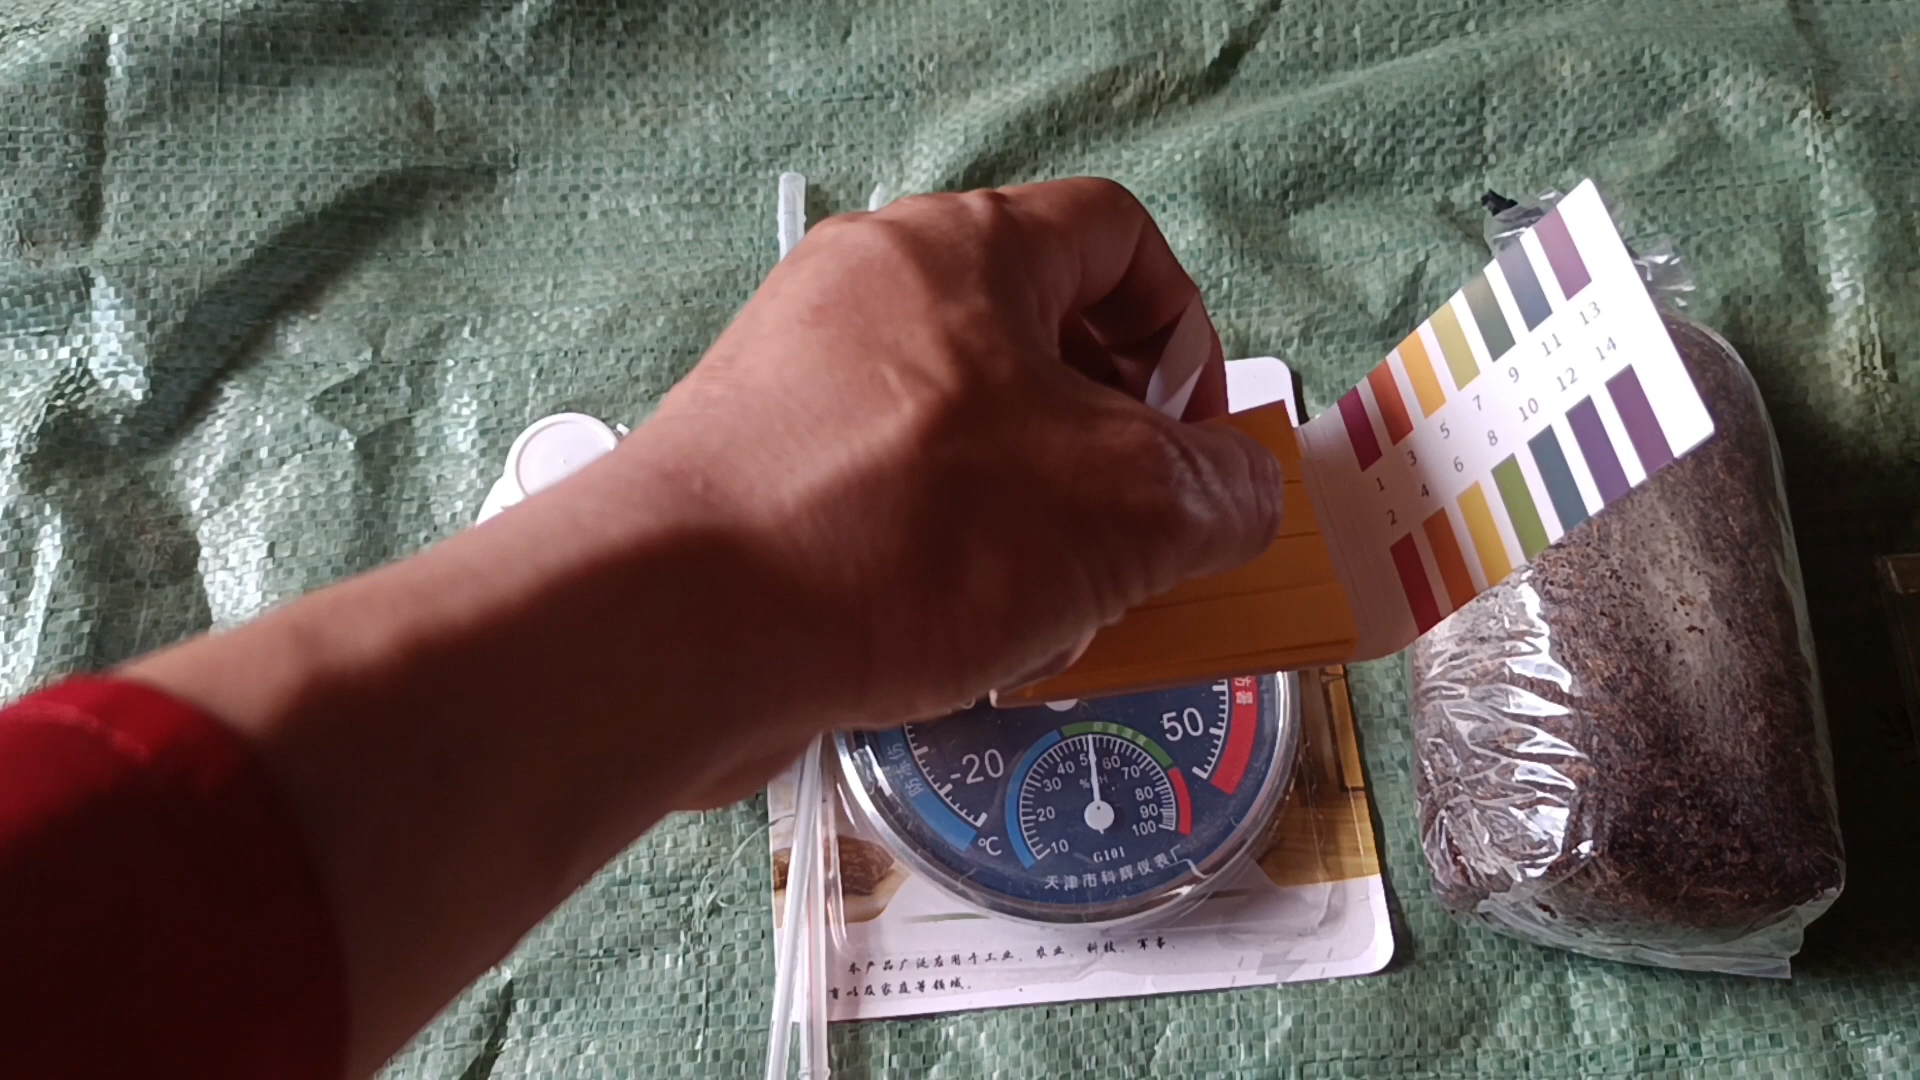 1 3 5 7 9 11 13
2 4 6 8 10 12 14
-20
50
℃
10 20 30 40 50 60 70 80 90 100
G101
天津市科辉仪表厂
本产品广泛应用于工业、农业、科技、军事、
育以及家庭等领域。